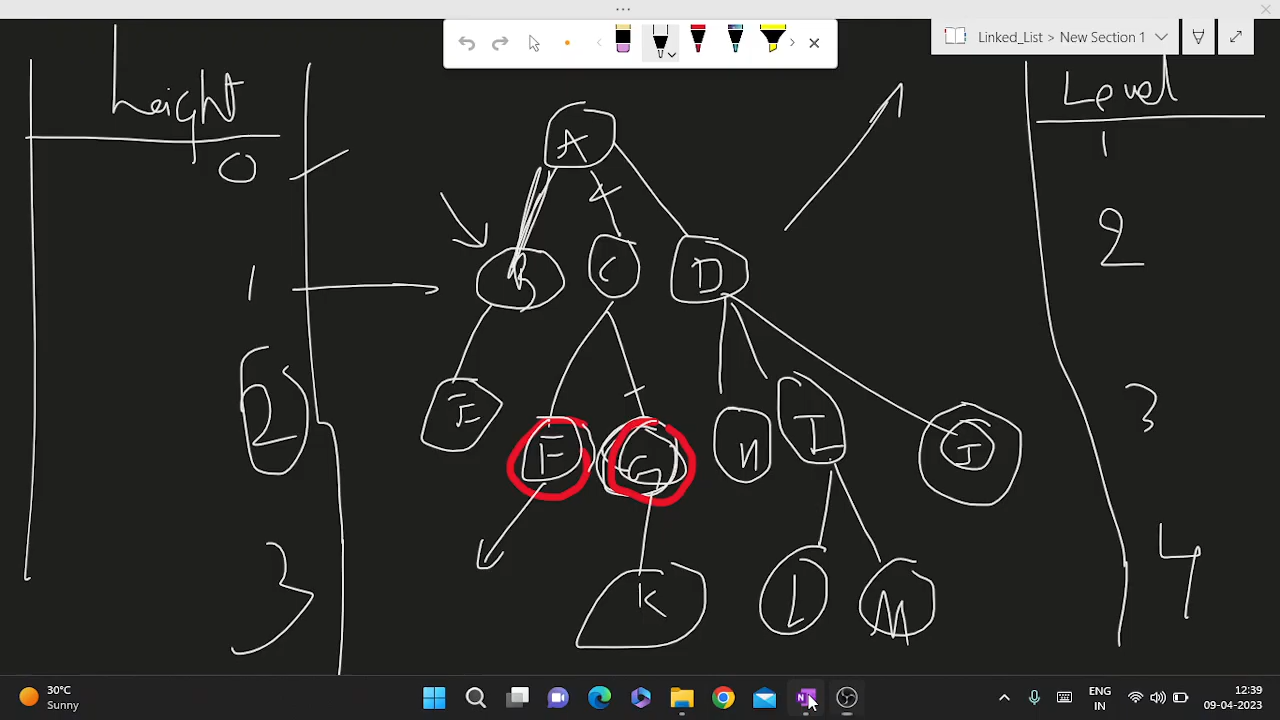 Linked_List > New Section 1
height
Level
0
1
A
1
2
B
C
D
2
3
E
F
G
H
I
J
3
4
K
L
M
30°C
Sunny
ENG
IN
12:39
09-04-2023